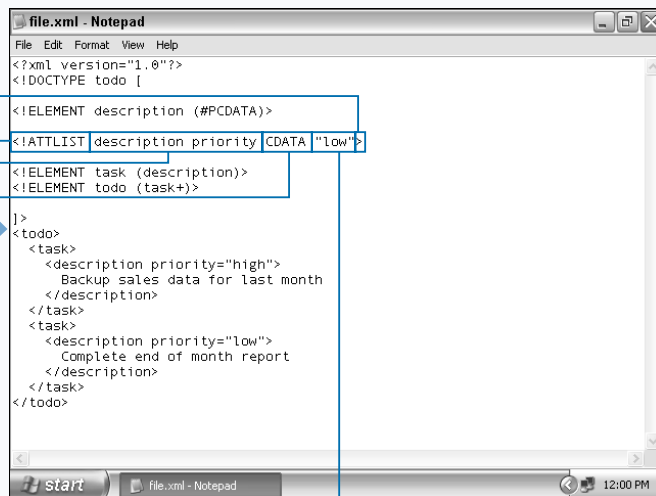 file.xml - Notepad
File Edit Format View Help
<?xml version="1.0"?>
<!DOCTYPE todo [
<!ELEMENT description (#PCDATA)>
<!ATTLIST description priority CDATA "low">
<!ELEMENT task (description)>
<!ELEMENT todo (task+)>
]>
<todo>
<task>
<description priority="high">
Backup sales data for last month
</description>
</task>
<task>
<description priority="low">
Complete end of month report
</description>
</task>
</todo>
start file.xml - Notepad 12:00 PM